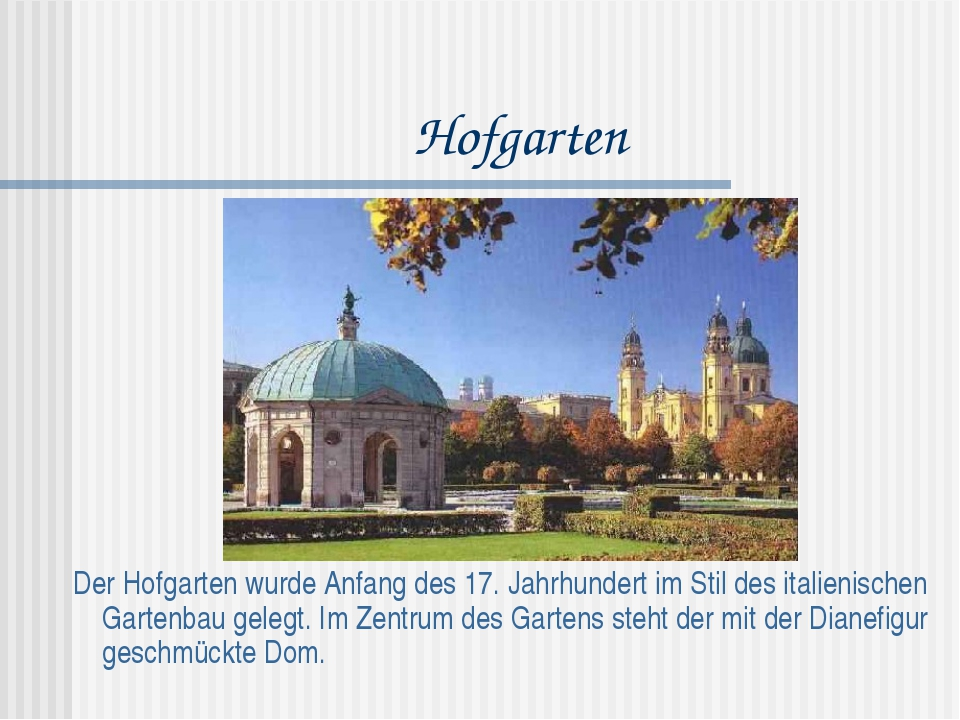 Hofgarten
Der Hofgarten wurde Anfang des 17. Jahrhundert im Stil des italienischen
Gartenbau gelegt. Im Zentrum des Gartens steht der mit der Dianefigur
geschmückte Dom.